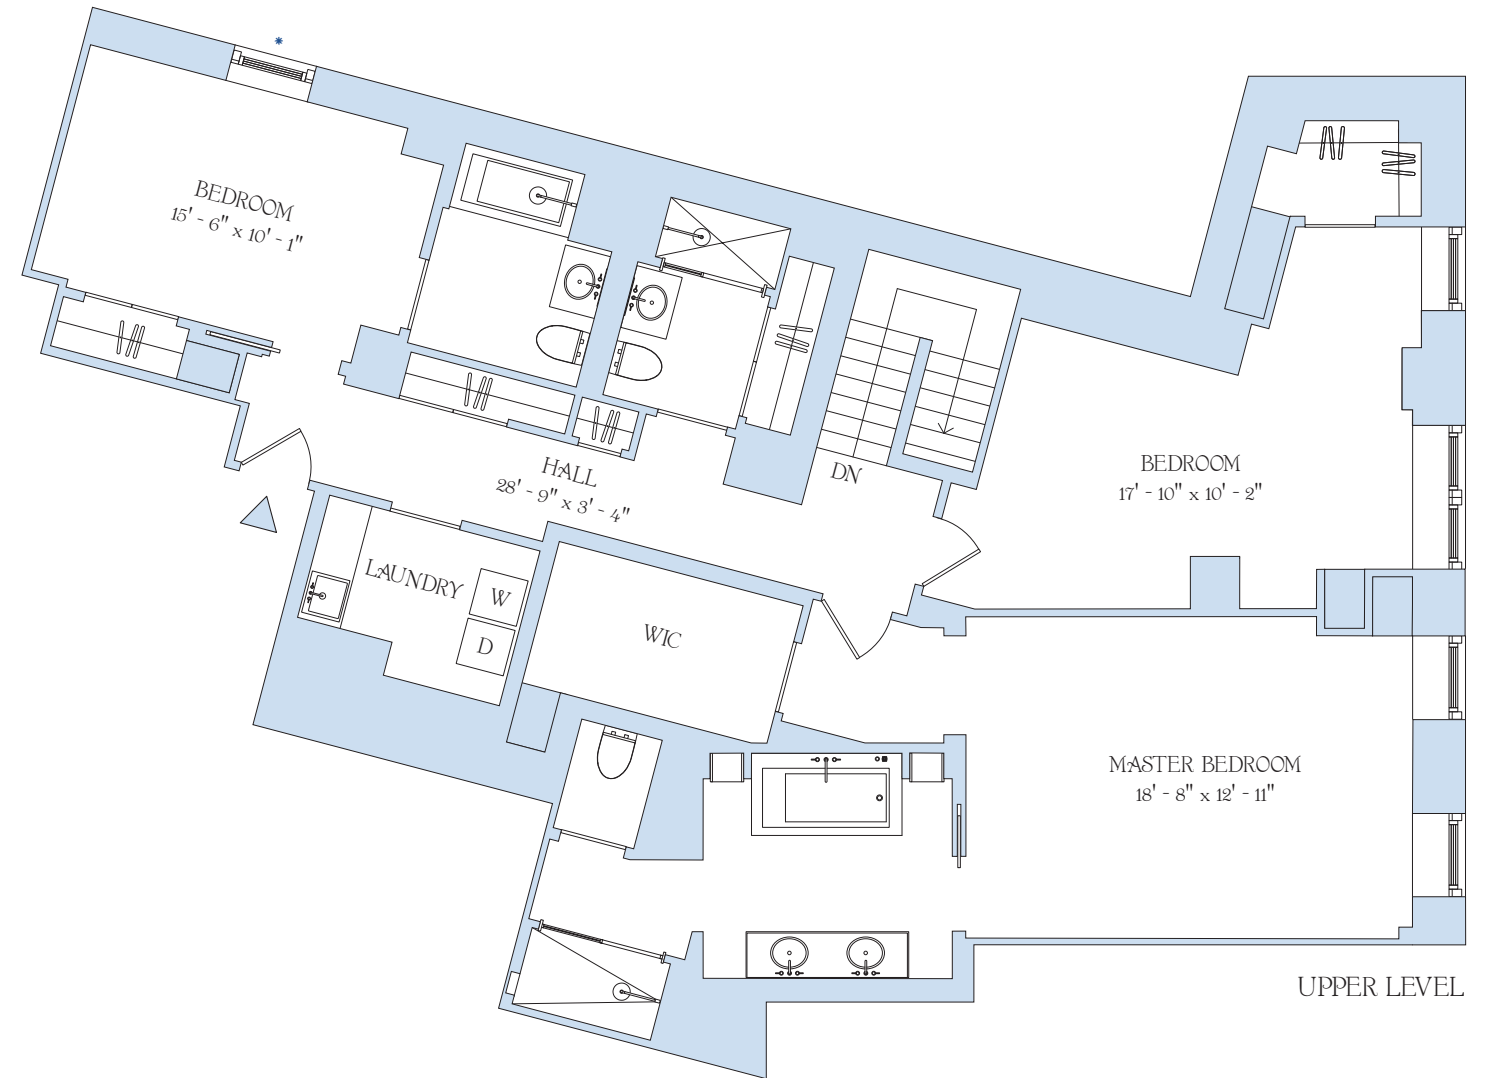 BEDROOM
15' - 6" x 10' - 1"
HALL
28' - 9" x 3' - 4"
DN
BEDROOM
17' - 10" x 10' - 2"
LAUNDRY
W
D
WIC
MASTER BEDROOM
18' - 8" x 12' - 11"
UPPER LEVEL